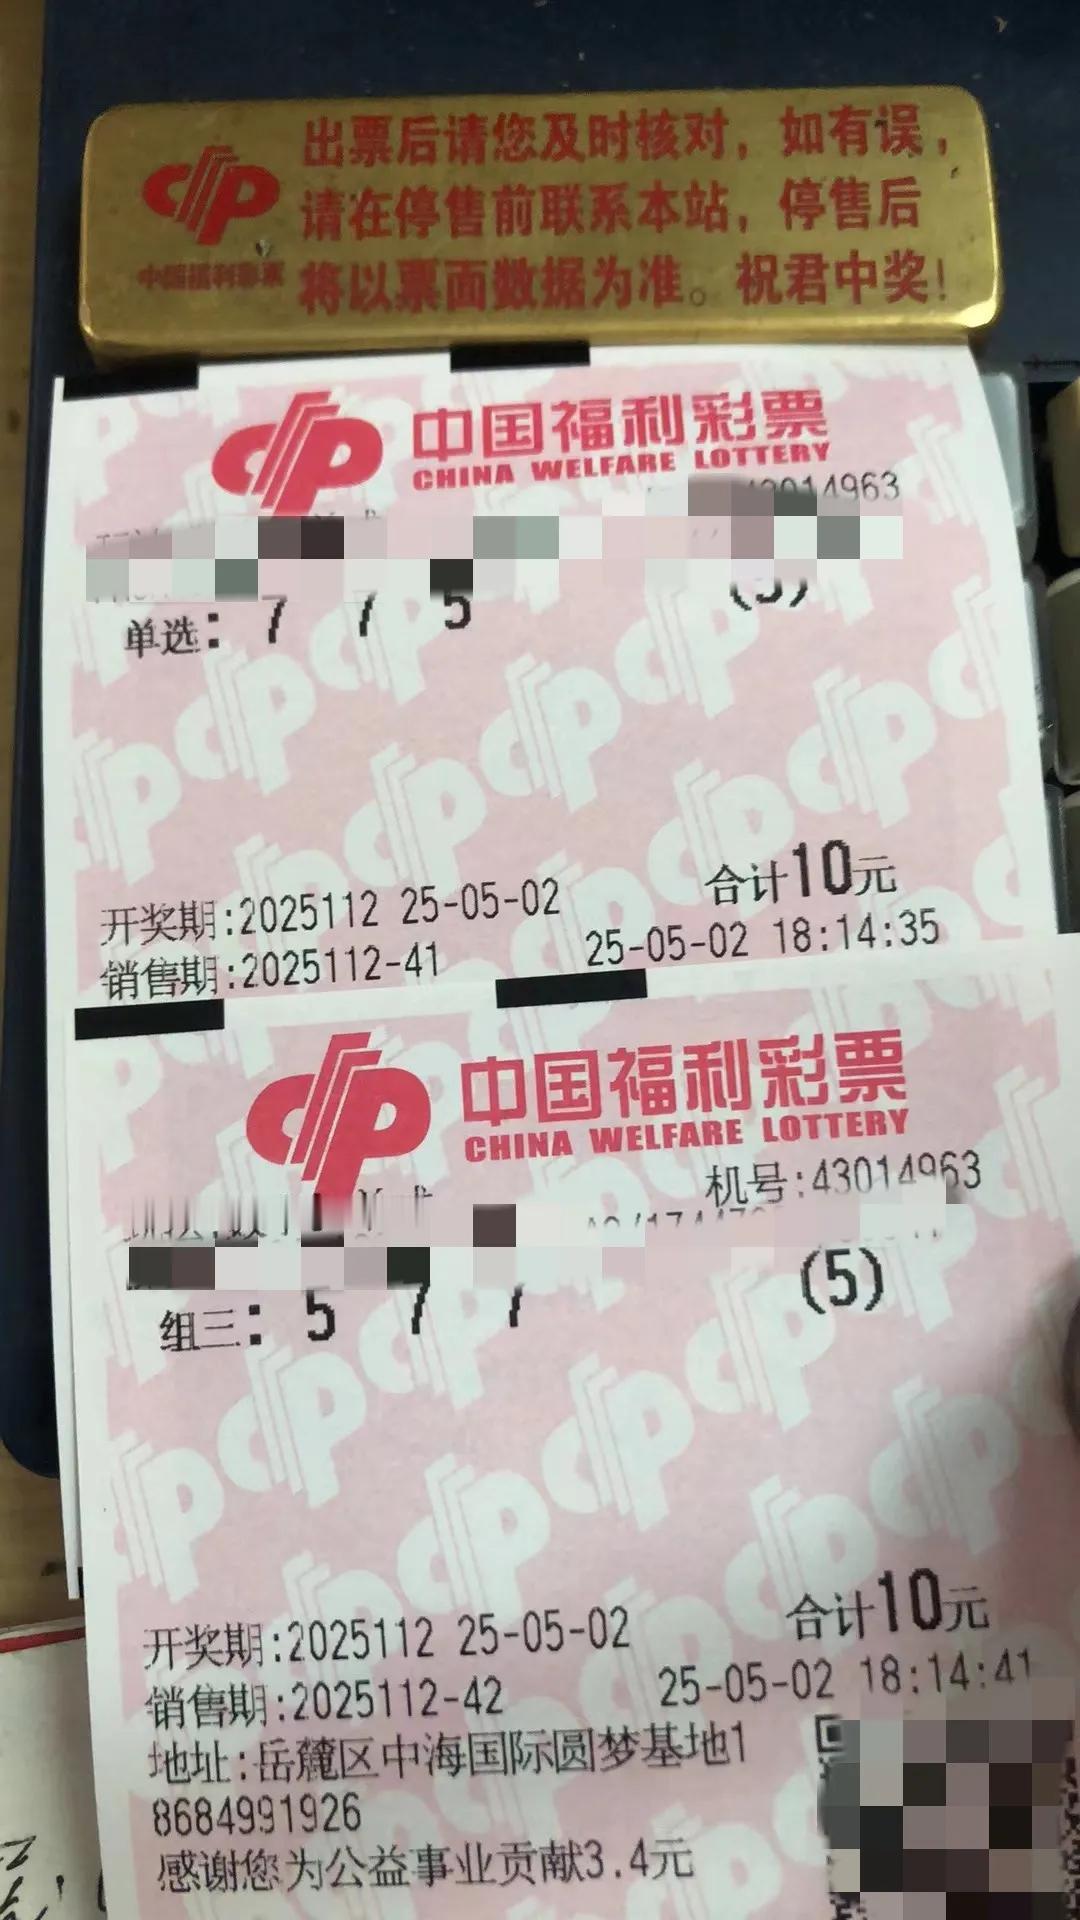 出票后请您及时核对，如有误，
请在停售前联系本站，停售后
将以票面数据为准。祝君中奖！
中国福利彩票
中国福利彩票
CHINA WELFARE LOTTERY
43014963
单选: 7 7 5 (5)
合计10元
开奖期:2025112 25-05-02
销售期:2025112-41 25-05-02 18:14:35
中国福利彩票
CHINA WELFARE LOTTERY
机号:43014963
组三: 5 7 7 (5)
合计10元
开奖期:2025112 25-05-02
销售期:2025112-42 25-05-02 18:14:41
地址:岳麓区中海国际圆梦基地1
8684991926
感谢您为公益事业贡献3.4元